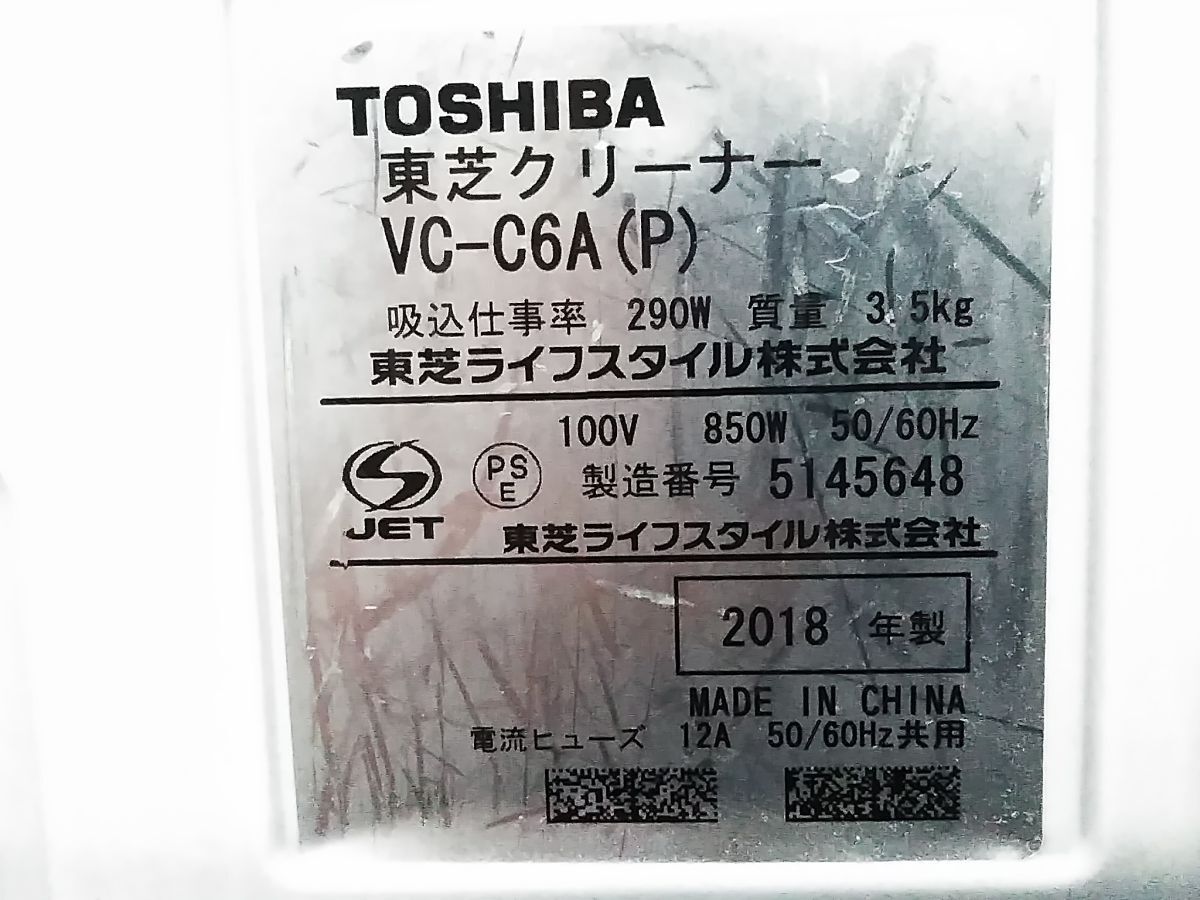 TOSHIBA
東芝クリーナー
VC-C6A(P)
吸込仕事率 290W 質量 3.5kg
東芝ライフスタイル株式会社
100V 850W 50/60Hz
JET PSE 製造番号 5145648
東芝ライフスタイル株式会社
2018 年製
MADE IN CHINA
電流ヒューズ 12A 50/60Hz共用